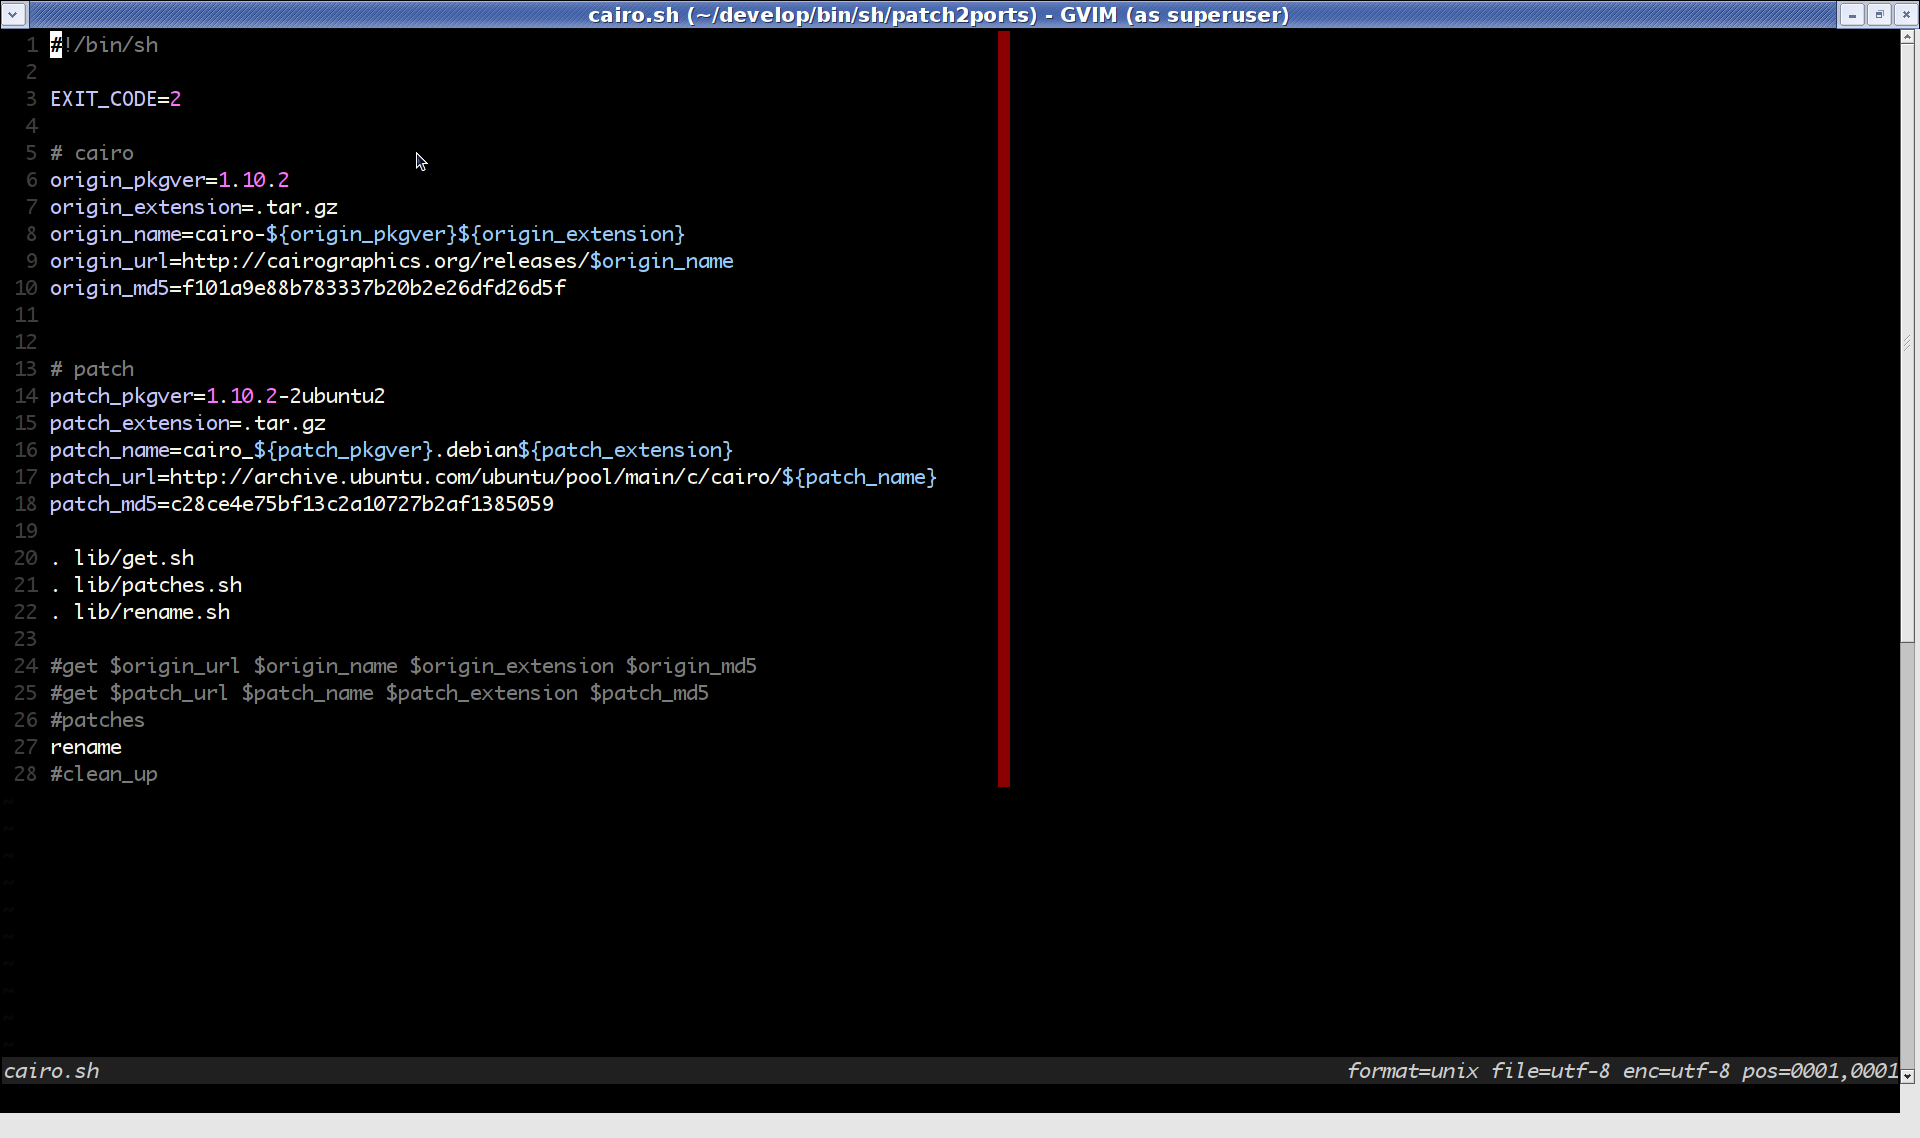 cairo.sh (~/develop/bin/sh/patch2ports) - GVIM (as superuser)
1 #!/bin/sh
2
3 EXIT_CODE=2
4
5 # cairo
6 origin_pkgver=1.10.2
7 origin_extension=.tar.gz
8 origin_name=cairo-${origin_pkgver}${origin_extension}
9 origin_url=http://cairographics.org/releases/$origin_name
10 origin_md5=f101a9e88b783337b20b2e26dfd26d5f
11
12
13 # patch
14 patch_pkgver=1.10.2-2ubuntu2
15 patch_extension=.tar.gz
16 patch_name=cairo_${patch_pkgver}.debian${patch_extension}
17 patch_url=http://archive.ubuntu.com/ubuntu/pool/main/c/cairo/${patch_name}
18 patch_md5=c28ce4e75bf13c2a10727b2af1385059
19
20 . lib/get.sh
21 . lib/patches.sh
22 . lib/rename.sh
23
24 #get $origin_url $origin_name $origin_extension $origin_md5
25 #get $patch_url $patch_name $patch_extension $patch_md5
26 #patches
27 rename
28 #clean_up
~
~
~
~
~
~
~
~
~
~
cairo.sh format=unix file=utf-8 enc=utf-8 pos=0001,0001